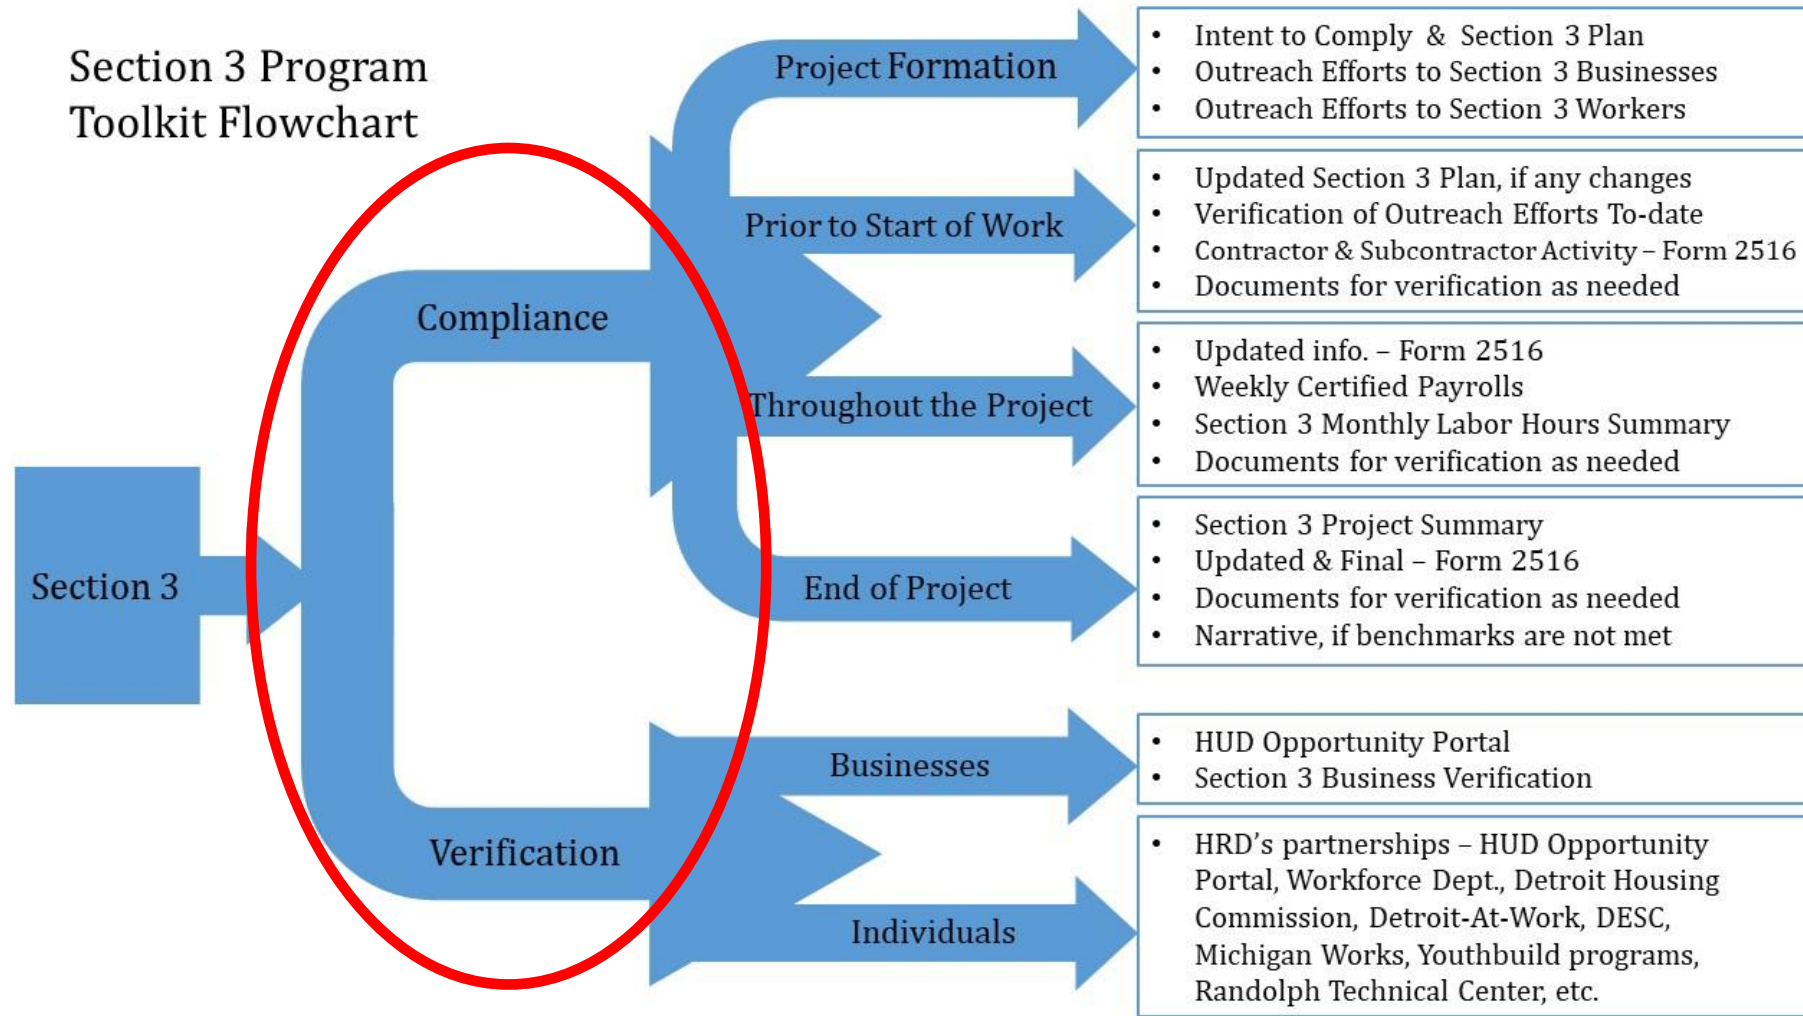 Section 3 Program
Toolkit Flowchart
Section 3
Compliance
Verification
Project Formation
• Intent to Comply & Section 3 Plan
• Outreach Efforts to Section 3 Businesses
• Outreach Efforts to Section 3 Workers
Prior to Start of Work
• Updated Section 3 Plan, if any changes
• Verification of Outreach Efforts To-date
• Contractor & Subcontractor Activity – Form 2516
• Documents for verification as needed
Throughout the Project
• Updated info. – Form 2516
• Weekly Certified Payrolls
• Section 3 Monthly Labor Hours Summary
• Documents for verification as needed
End of Project
• Section 3 Project Summary
• Updated & Final – Form 2516
• Documents for verification as needed
• Narrative, if benchmarks are not met
Businesses
• HUD Opportunity Portal
• Section 3 Business Verification
Individuals
• HRD’s partnerships – HUD Opportunity
Portal, Workforce Dept., Detroit Housing
Commission, Detroit-At-Work, DESC,
Michigan Works, Youthbuild programs,
Randolph Technical Center, etc.